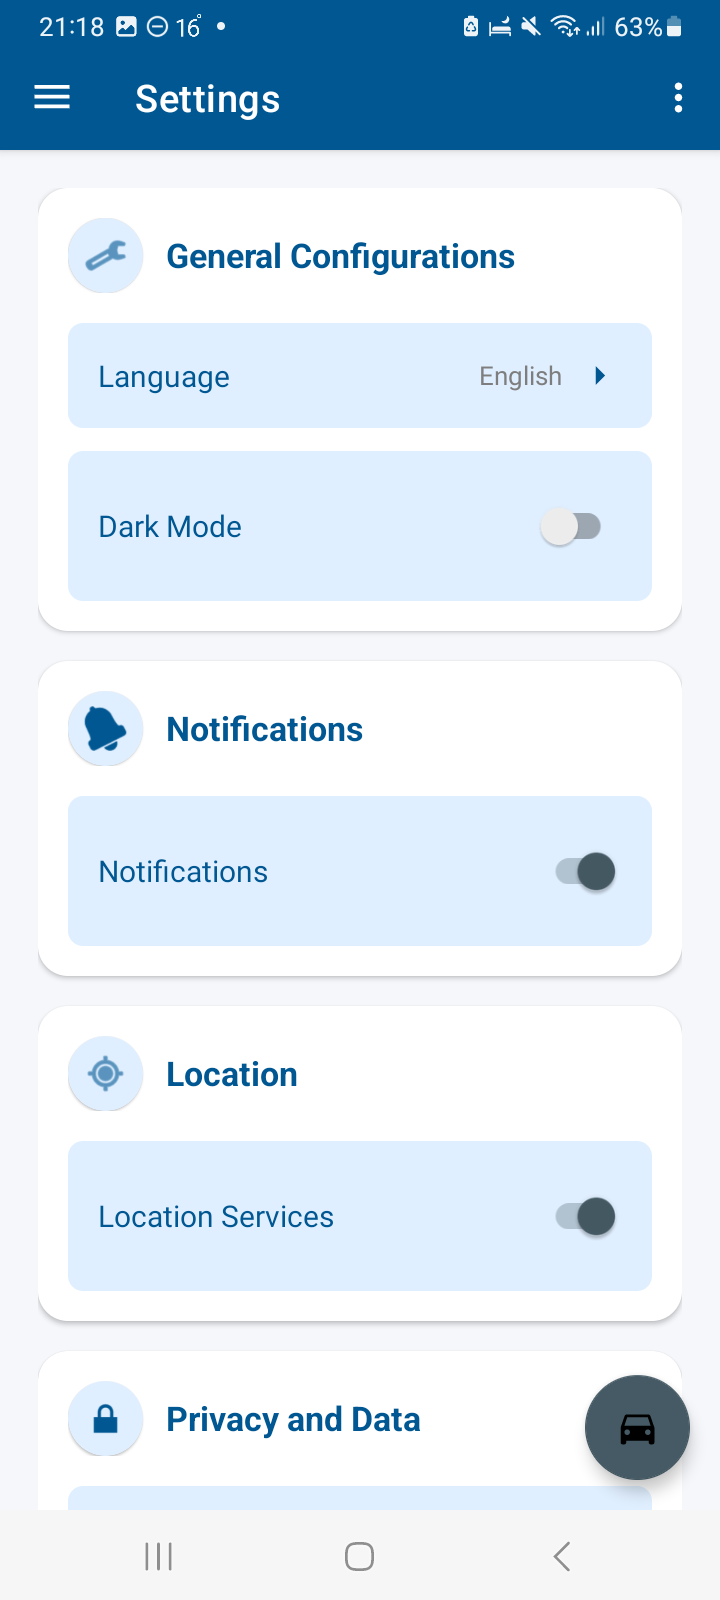 21:18 16° 63%
Settings
General Configurations
Language English
Dark Mode
Notifications
Notifications
Location
Location Services
Privacy and Data